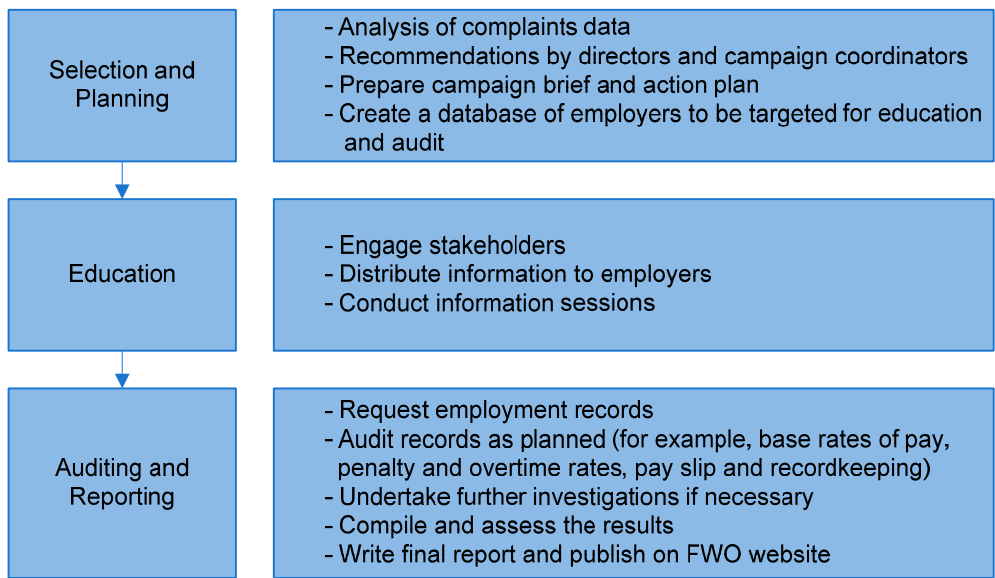 Selection and
Planning
- Analysis of complaints data
- Recommendations by directors and campaign coordinators
- Prepare campaign brief and action plan
- Create a database of employers to be targeted for education
and audit
Education
- Engage stakeholders
- Distribute information to employers
- Conduct information sessions
Auditing and
Reporting
- Request employment records
- Audit records as planned (for example, base rates of pay,
penalty and overtime rates, pay slip and recordkeeping)
- Undertake further investigations if necessary
- Compile and assess the results
- Write final report and publish on FWO website